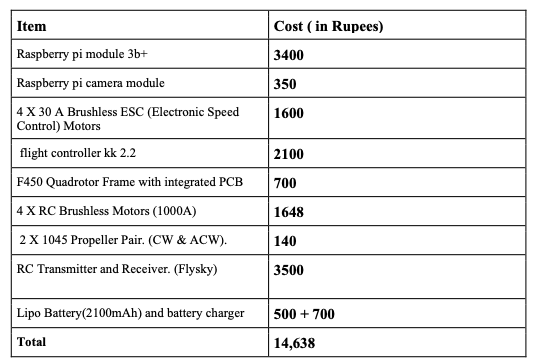 Item Cost ( in Rupees)
Raspberry pi module 3b+ 3400
Raspberry pi camera module 350
4 X 30 A Brushless ESC (Electronic Speed 1600
Control) Motors
flight controller kk 2.2 2100
F450 Quadrotor Frame with integrated PCB 700
4 X RC Brushless Motors (1000A) 1648
2 X 1045 Propeller Pair. (CW & ACW). 140
RC Transmitter and Receiver. (Flysky) 3500
Lipo Battery(2100mAh) and battery charger 500 + 700
Total 14,638